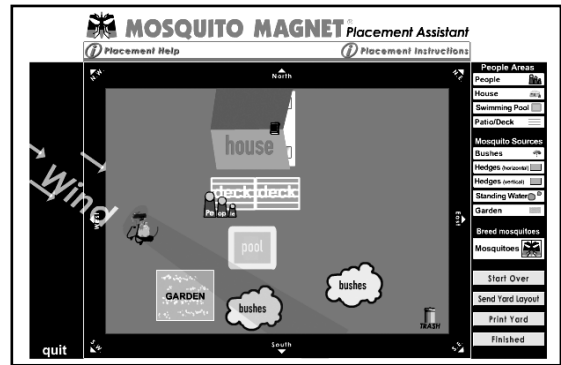 MOSQUITO MAGNET® Placement Assistant
i Placement Help
i Placement Instructions
N.W.
North
N.E.
People Areas
People
House
Swimming Pool
Patio/Deck
Mosquito Sources
Bushes
Hedges (horizontal)
Hedges (vertical)
Standing Water
Garden
Breed mosquitoes
Mosquitoes
Start Over
Send Yard Layout
Print Yard
Finished
house
deck deck
People
Wind
West
East
pool
GARDEN
bushes
bushes
TRASH
S.W.
South
S.E.
quit